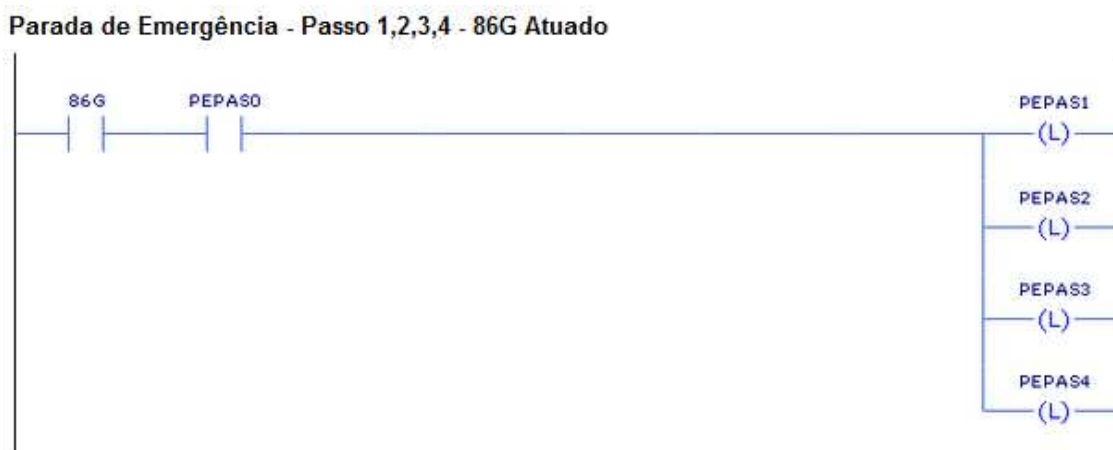 Parada de Emergência - Passo 1,2,3,4 - 86G Atuado
86G PEPAS0 PEPAS1
(L)
PEPAS2
(L)
PEPAS3
(L)
PEPAS4
(L)